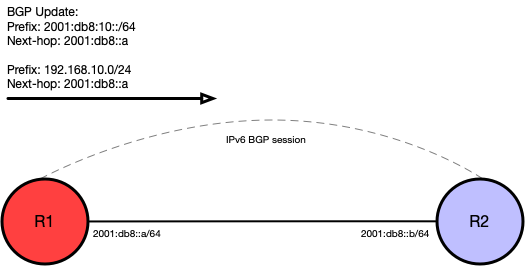 BGP Update:
Prefix: 2001:db8:10::/64
Next-hop: 2001:db8::a
Prefix: 192.168.10.0/24
Next-hop: 2001:db8::a
IPv6 BGP session
R1
R2
2001:db8::a/64
2001:db8::b/64